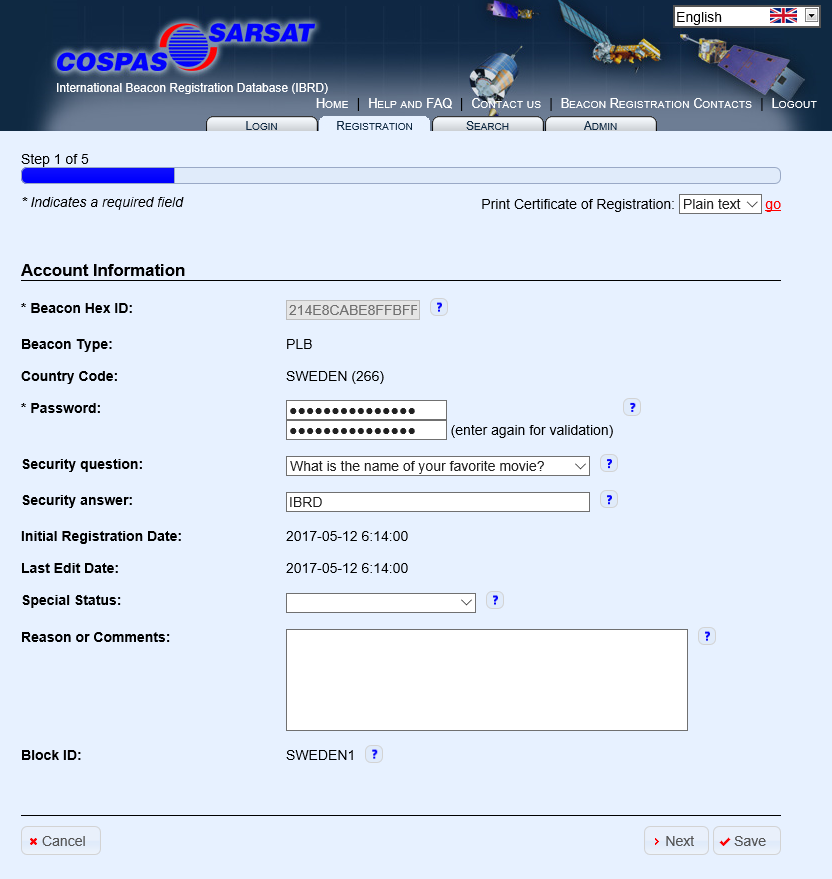 English
COSPAS SARSAT
International Beacon Registration Database (IBRD)
HOME | HELP AND FAQ | CONTACT US | BEACON REGISTRATION CONTACTS | LOGOUT
LOGIN REGISTRATION SEARCH ADMIN
Step 1 of 5
* Indicates a required field Print Certificate of Registration: Plain text go
Account Information
* Beacon Hex ID: 214E8CABE8FFBFF ?
Beacon Type: PLB
Country Code: SWEDEN (266)
* Password: ●●●●●●●●●●●●●●● ?
●●●●●●●●●●●●●●● (enter again for validation)
Security question: What is the name of your favorite movie? ?
Security answer: IBRD ?
Initial Registration Date: 2017-05-12 6:14:00
Last Edit Date: 2017-05-12 6:14:00
Special Status: ?
Reason or Comments: ?
Block ID: SWEDEN1 ?
Cancel Next Save